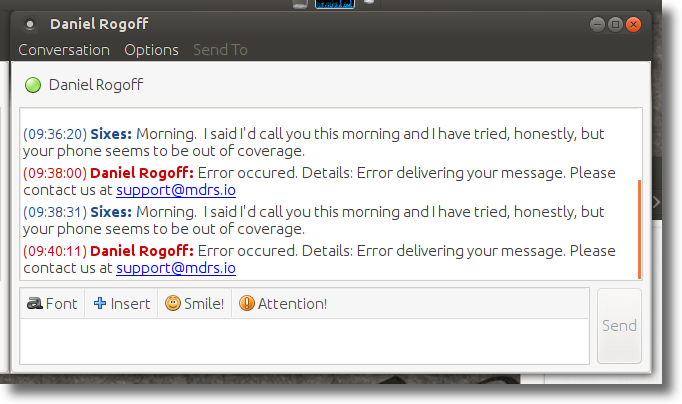 Daniel Rogoff
Conversation Options Send To
Daniel Rogoff
(09:36:20) Sixes: Morning.  I said I'd call you this morning and I have tried, honestly, but
your phone seems to be out of coverage.
(09:38:00) Daniel Rogoff: Error occured. Details: Error delivering your message. Please
contact us at support@mdrs.io
(09:38:31) Sixes: Morning.  I said I'd call you this morning and I have tried, honestly, but
your phone seems to be out of coverage.
(09:40:11) Daniel Rogoff: Error occured. Details: Error delivering your message. Please
contact us at support@mdrs.io
a Font Insert Smile! Attention!
Send